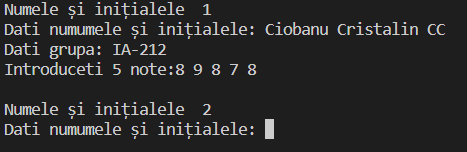 Numele și inițialele 1
Dati numumele și inițialele: Ciobanu Cristalin CC
Dati grupa: IA-212
Introduceti 5 note:8 9 8 7 8
Numele și inițialele 2
Dati numumele și inițialele: